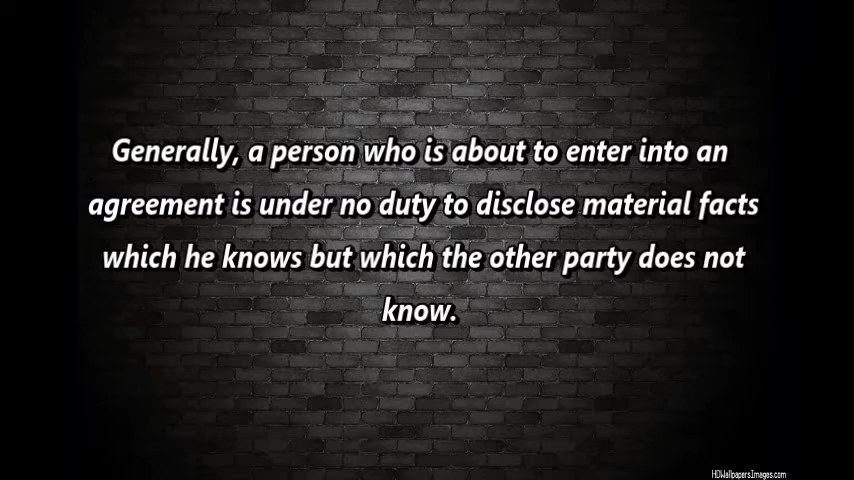 Generally, a person who is about to enter into an
agreement is under no duty to disclose material facts
which he knows but which the other party does not
know.
HDWallpapersImages.com